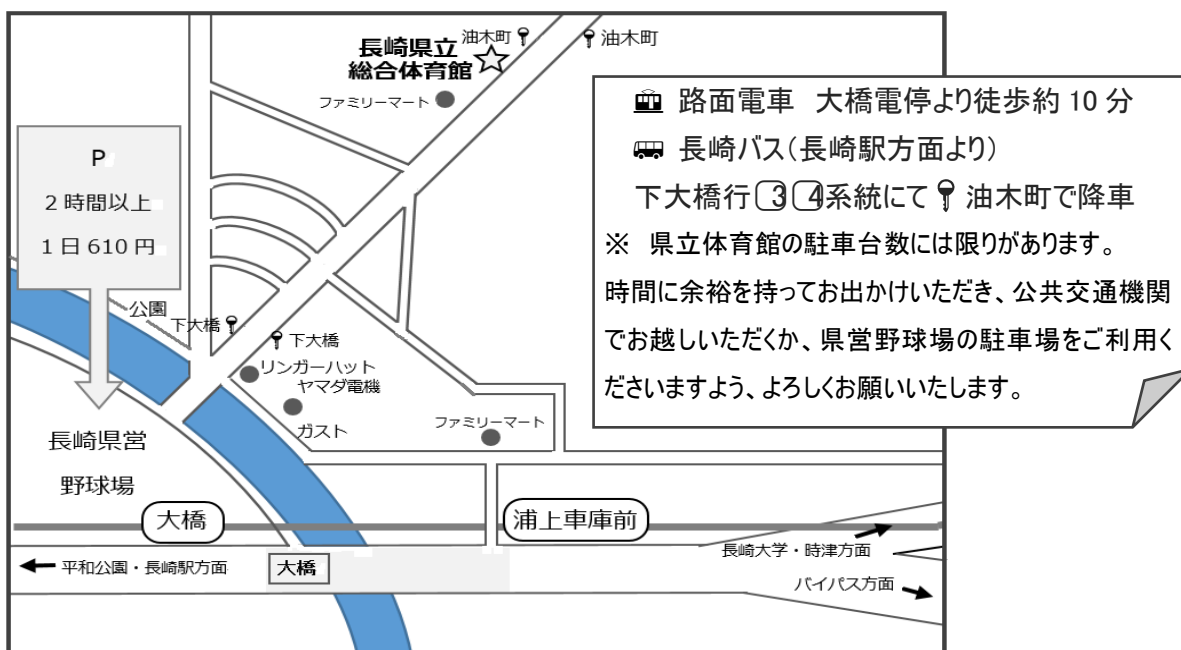 油木町
油木町
長崎県立
総合体育館
ファミリーマート
P
2時間以上
1日610円
公園
下大橋
下大橋
リンガーハット
ヤマダ電機
ガスト
ファミリーマート
長崎県営
野球場
大橋
浦上車庫前
長崎大学・時津方面
平和公園・長崎駅方面
大橋
バイパス方面
路面電車 大橋電停より徒歩約10分
長崎バス(長崎駅方面より)
下大橋行34系統にて 油木町で降車
※ 県立体育館の駐車台数には限りがあります。
時間に余裕を持ってお出かけいただき、公共交通機関
でお越しいただくか、県営野球場の駐車場をご利用く
ださいますよう、よろしくお願いいたします。